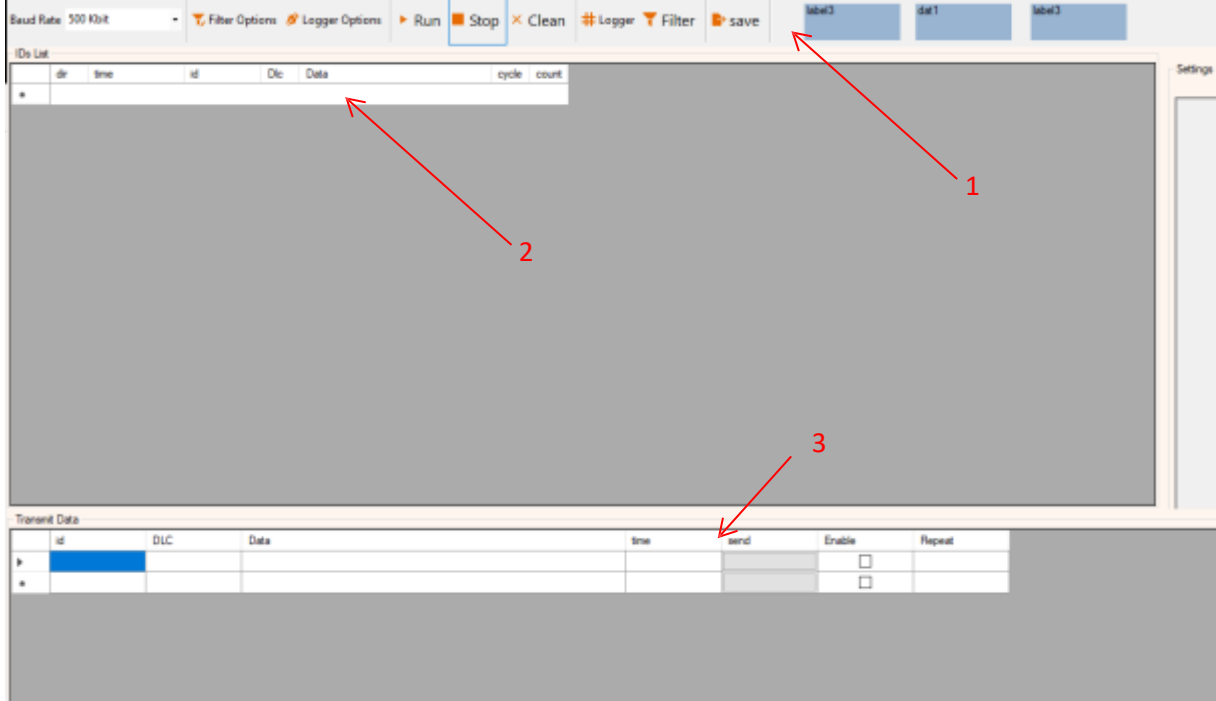 Baud Rate 500 Kbit Filter Options Logger Options Run Stop Clean Logger Filter save label3 dat1 label3
IDs List
Settings
dir time id Dlc Data cycle count
1
2
3
Transmit Data
id DLC Data time send Enable Repeat